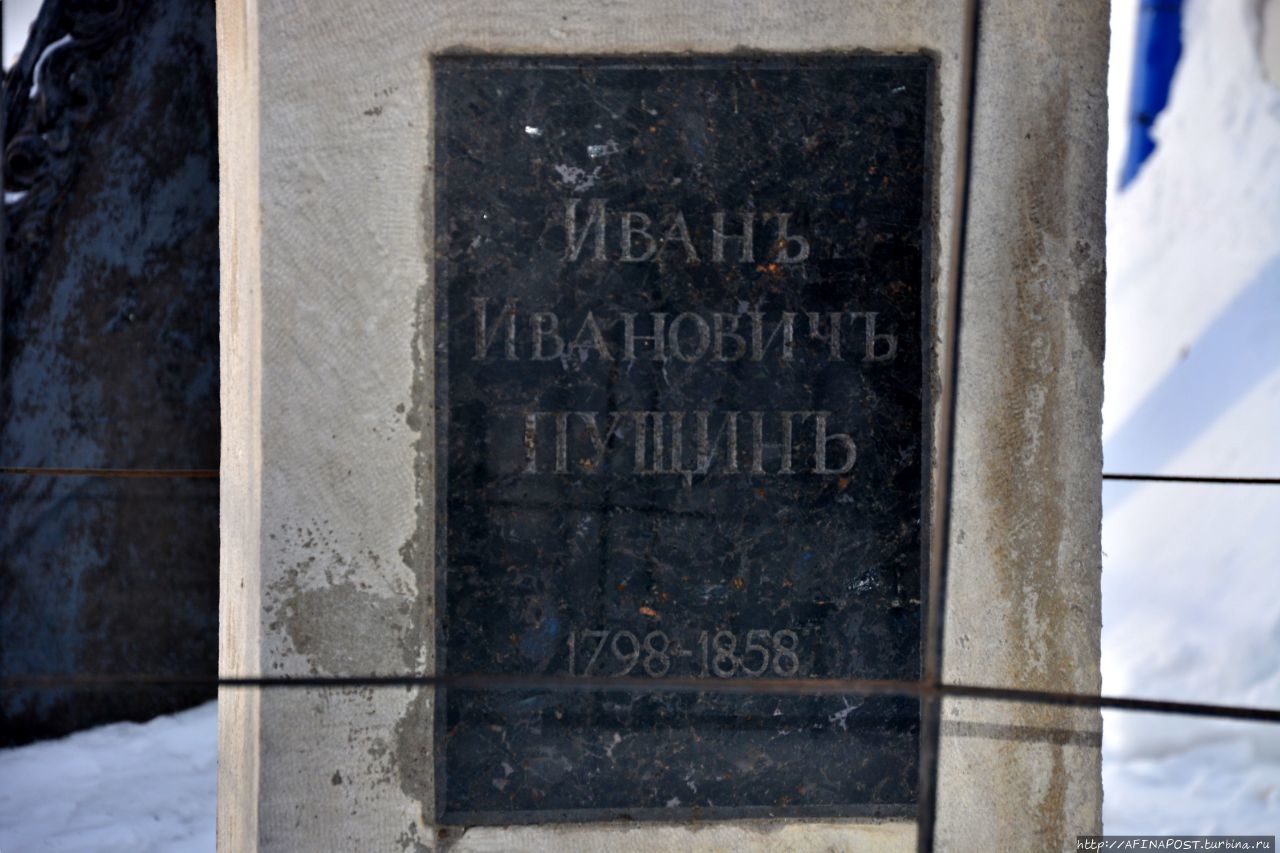 Иванъ
Ивановичъ
Пущинъ
1798-1858
http://AFINAPOST.turbina.ru